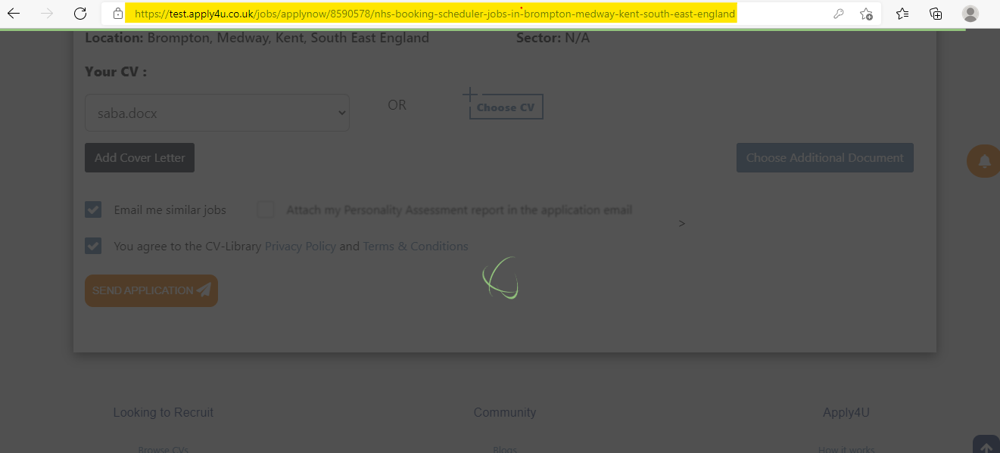 https://test.apply4u.co.uk/jobs/applynow/8590578/nhs-booking-scheduler-jobs-in-brompton-medway-kent-south-east-england
Location: Brompton, Medway, Kent, South East England Sector: N/A
Your CV :
saba.docx OR Choose CV
Add Cover Letter Choose Additional Document
Email me similar jobs Attach my Personality Assessment report in the application email
>
You agree to the CV-Library Privacy Policy and Terms & Conditions
SEND APPLICATION
Looking to Recruit Community Apply4U
Browse CVs Blogs How it works